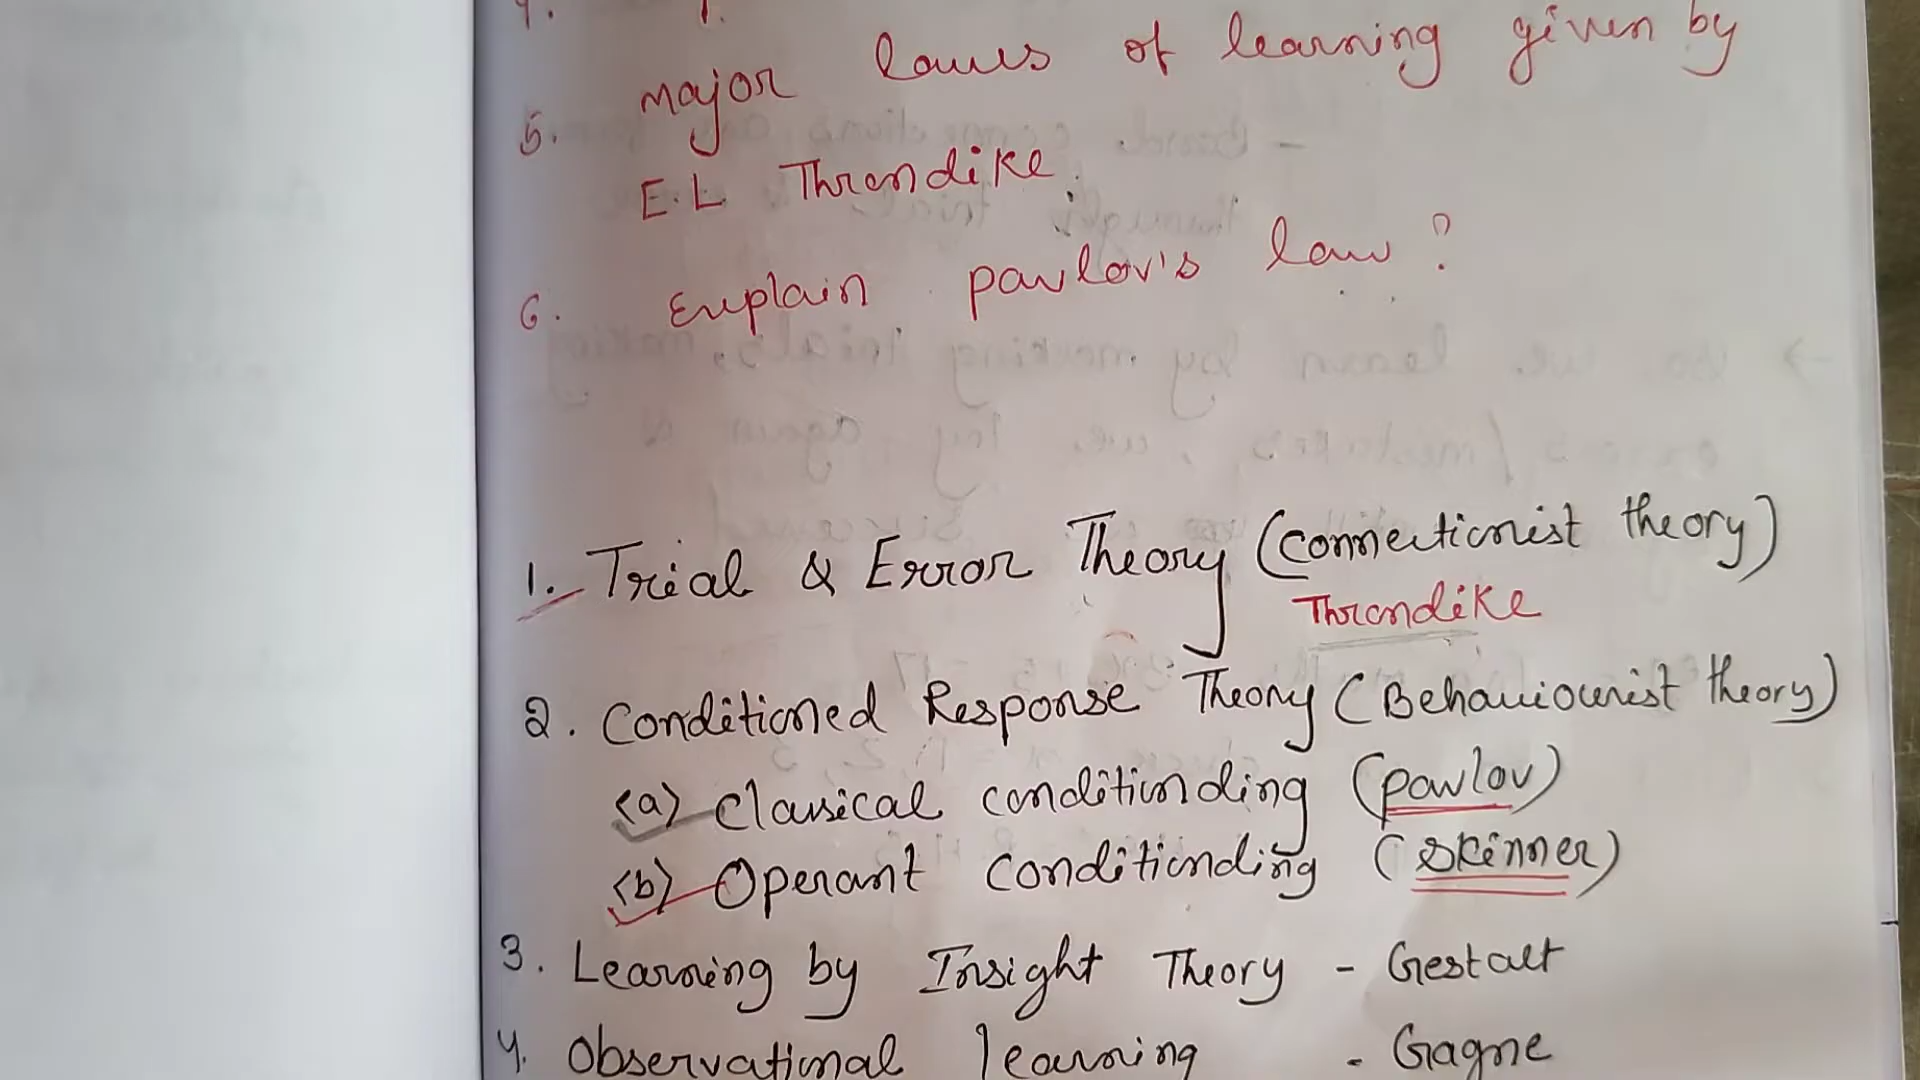 major laws of learning given by
5.
E.L Throndike.
6. Explain pavlov's law?
1. Trial & Error Theory (Connectionist theory)
Throndike
2. Conditioned Response Theory (Behaviourist theory)
(a) Classical conditionding (pavlov)
(b) Operant conditionding (Skinner)
3. Learning by Insight Theory - Gestalt
4. Observational learning - Gagne